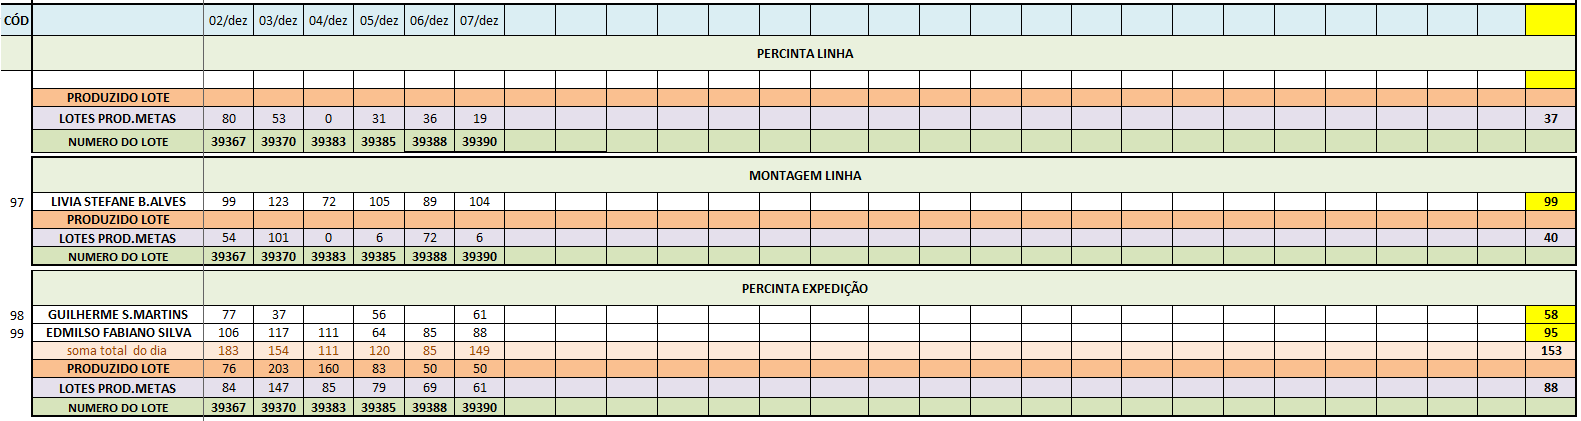 CÓD 02/dez 03/dez 04/dez 05/dez 06/dez 07/dez
PERCINTA LINHA
PRODUZIDO LOTE
LOTES PROD.METAS 80 53 0 31 36 19 37
NUMERO DO LOTE 39367 39370 39383 39385 39388 39390
MONTAGEM LINHA
97 LIVIA STEFANE B.ALVES 99 123 72 105 89 104 99
PRODUZIDO LOTE
LOTES PROD.METAS 54 101 0 6 72 6 40
NUMERO DO LOTE 39367 39370 39383 39385 39388 39390
PERCINTA EXPEDIÇÃO
98 GUILHERME S.MARTINS 77 37 56 61 58
99 EDMILSO FABIANO SILVA 106 117 111 64 85 88 95
soma total do dia 183 154 111 120 85 149 153
PRODUZIDO LOTE 76 203 160 83 50 50
LOTES PROD.METAS 84 147 85 79 69 61 88
NUMERO DO LOTE 39367 39370 39383 39385 39388 39390